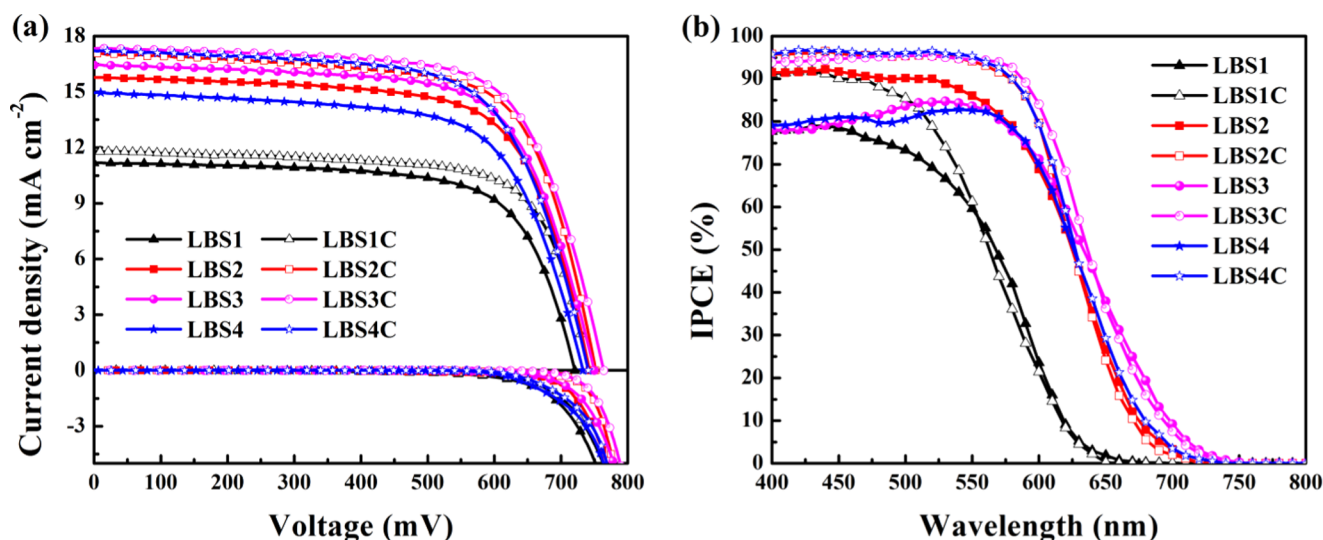 (a)
Current density (mA cm⁻²)
18
15
12
9
6
3
0
-3
LBS1 LBS1C
LBS2 LBS2C
LBS3 LBS3C
LBS4 LBS4C
0 100 200 300 400 500 600 700 800
Voltage (mV)
(b)
IPCE (%)
100
90
80
70
60
50
40
30
20
10
0
LBS1
LBS1C
LBS2
LBS2C
LBS3
LBS3C
LBS4
LBS4C
400 450 500 550 600 650 700 750 800
Wavelength (nm)